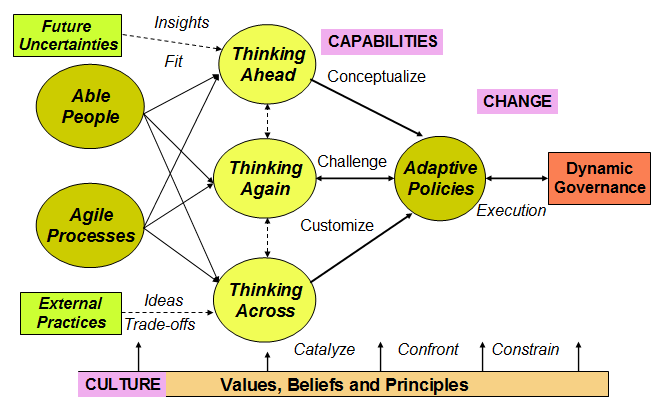 Future
Uncertainties
Insights
Fit
Thinking
Ahead
CAPABILITIES
Conceptualize
Able
People
CHANGE
Thinking
Again
Challenge
Adaptive
Policies
Dynamic
Governance
Execution
Agile
Processes
Customize
External
Practices
Ideas
Trade-offs
Thinking
Across
Catalyze
Confront
Constrain
CULTURE
Values, Beliefs and Principles